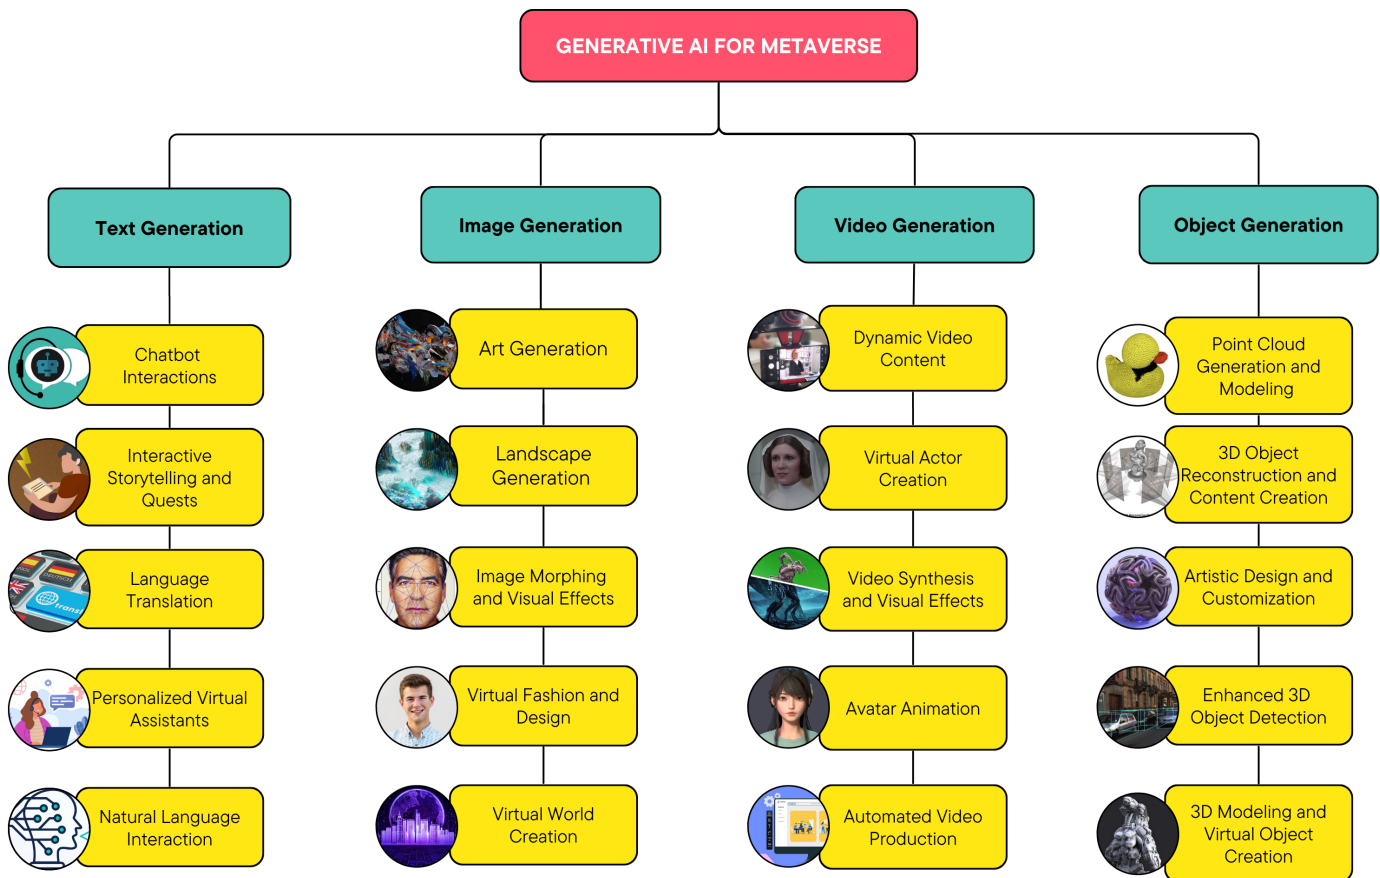 GENERATIVE AI FOR METAVERSE
Text Generation
Image Generation
Video Generation
Object Generation
Chatbot
Interactions
Interactive
Storytelling and
Quests
Language
Translation
Personalized Virtual
Assistants
Natural Language
Interaction
Art Generation
Landscape
Generation
Image Morphing
and Visual Effects
Virtual Fashion and
Design
Virtual World
Creation
Dynamic Video
Content
Virtual Actor
Creation
Video Synthesis
and Visual Effects
Avatar Animation
Automated Video
Production
Point Cloud
Generation and
Modeling
3D Object
Reconstruction and
Content Creation
Artistic Design and
Customization
Enhanced 3D
Object Detection
3D Modeling and
Virtual Object
Creation
DEUTSCH
transl